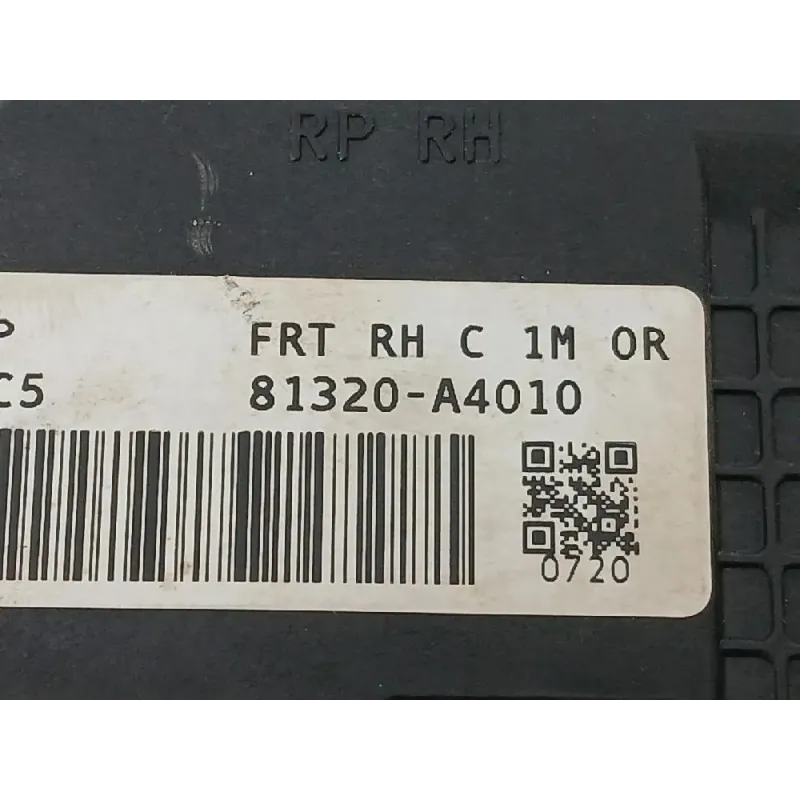 RP RH
P FRT RH C 1M OR
C5 81320-A4010
0720